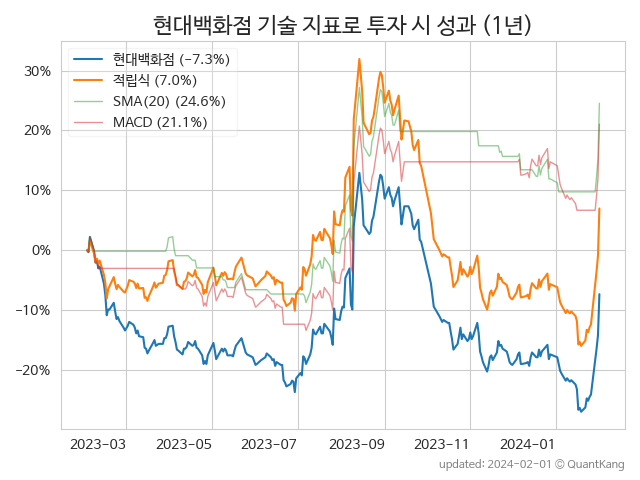 현대백화점 기술 지표로 투자 시 성과 (1년)
현대백화점 (−7.3%)
적립식 (7.0%)
SMA(20) (24.6%)
MACD (21.1%)
30%
20%
10%
0%
−10%
−20%
2023-03 2023-05 2023-07 2023-09 2023-11 2024-01
updated: 2024-02-01 © QuantKang